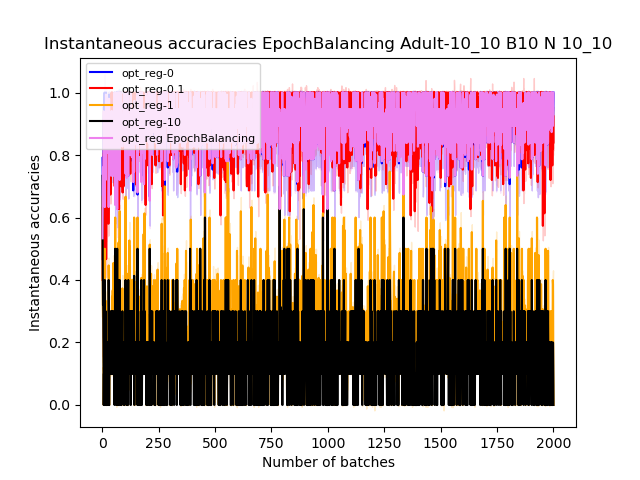 Instantaneous accuracies EpochBalancing Adult-10_10 B10 N 10_10
opt_reg-0
opt_reg-0.1
opt_reg-1
opt_reg-10
opt_reg EpochBalancing
1.0
0.8
0.6
0.4
0.2
0.0
Instantaneous accuracies
0 250 500 750 1000 1250 1500 1750 2000
Number of batches